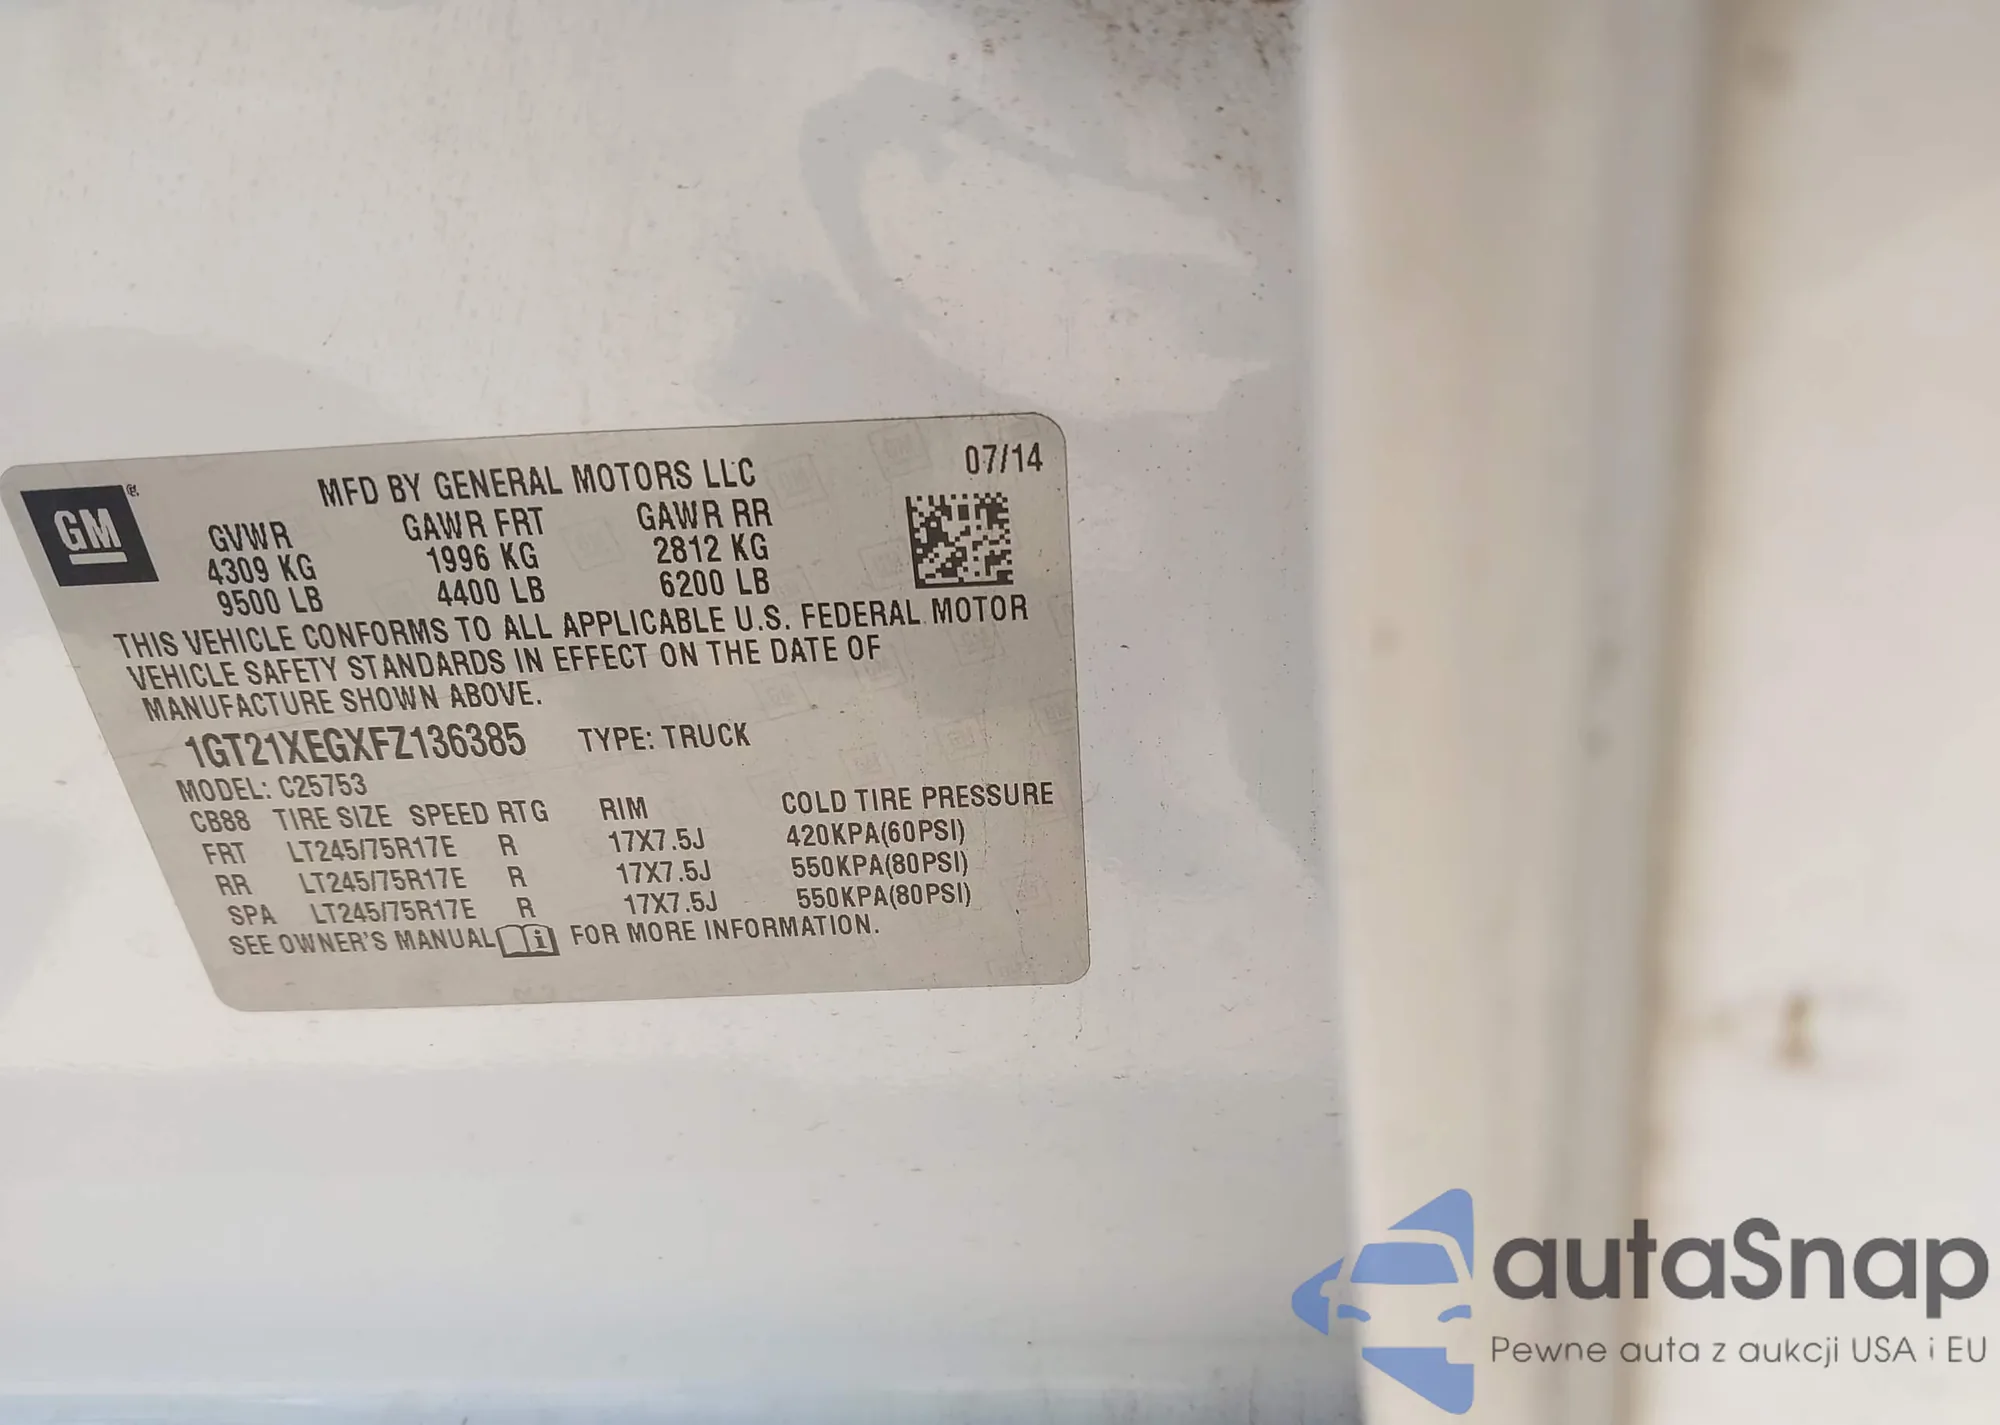 GM
MFD BY GENERAL MOTORS LLC 07/14
GVWR GAWR FRT GAWR RR
4309 KG 1996 KG 2812 KG
9500 LB 4400 LB 6200 LB
THIS VEHICLE CONFORMS TO ALL APPLICABLE U.S. FEDERAL MOTOR
VEHICLE SAFETY STANDARDS IN EFFECT ON THE DATE OF
MANUFACTURE SHOWN ABOVE.
1GT21XEGXFZ136385 TYPE: TRUCK
MODEL: C25753
CB88 TIRE SIZE SPEED RTG RIM COLD TIRE PRESSURE
FRT LT245/75R17E R 17X7.5J 420KPA(60PSI)
RR LT245/75R17E R 17X7.5J 550KPA(80PSI)
SPA LT245/75R17E R 17X7.5J 550KPA(80PSI)
SEE OWNER'S MANUAL FOR MORE INFORMATION.
autaSnap
Pewne auta z aukcji USA i EU